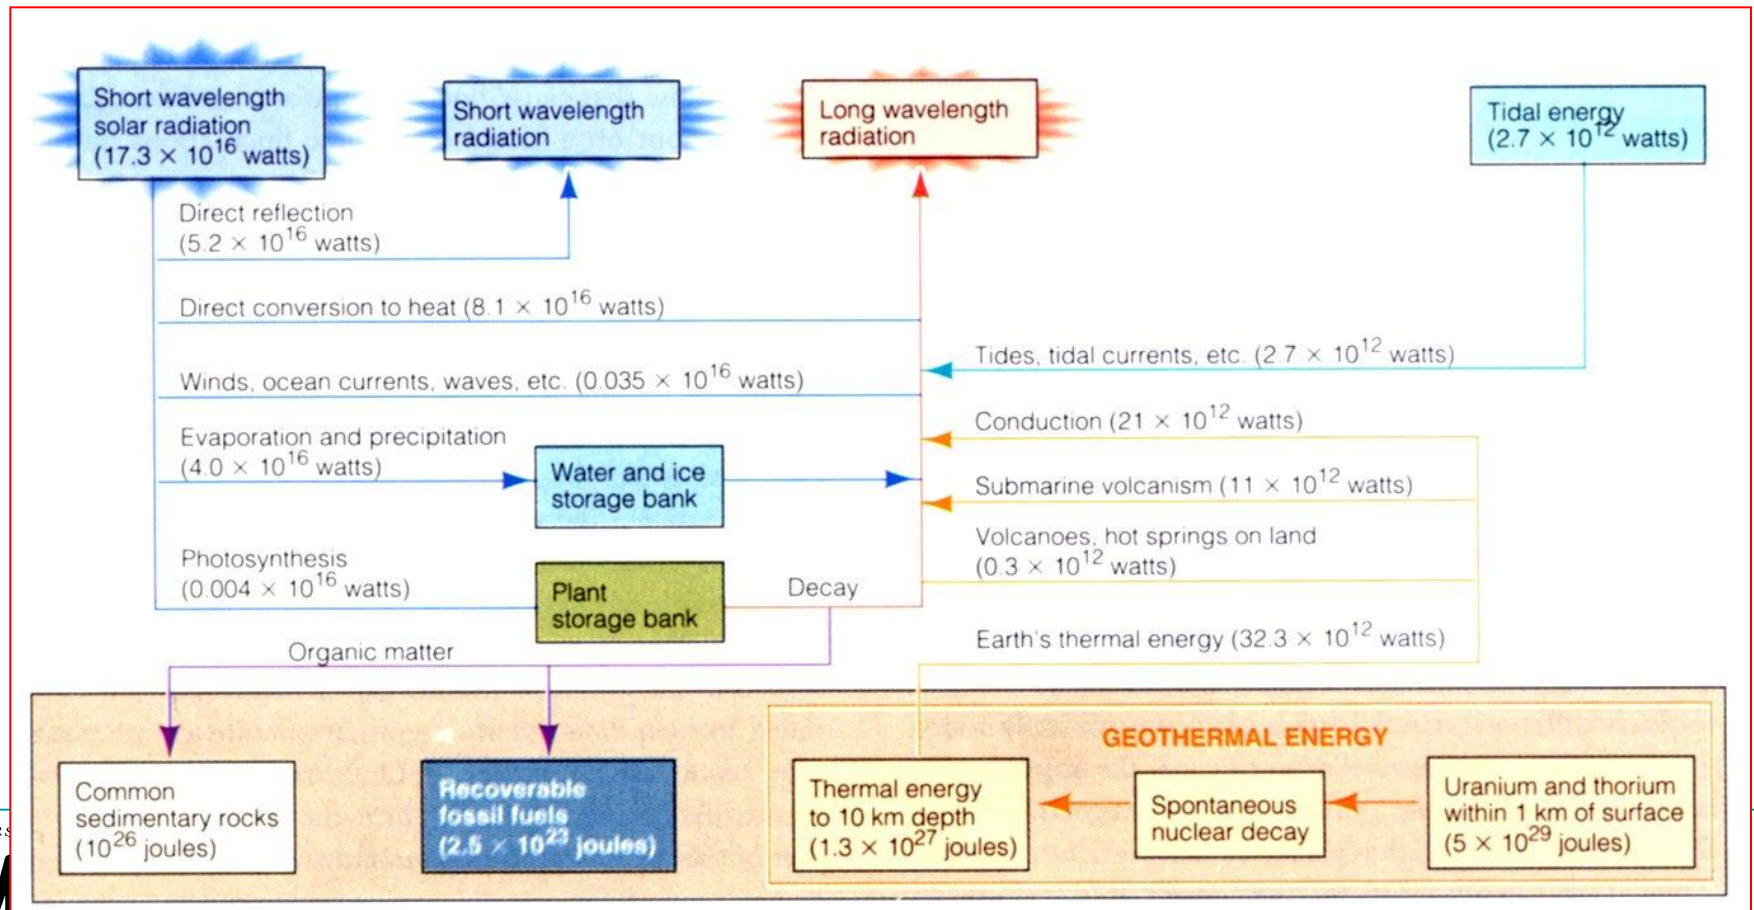 Short wavelength
solar radiation
(17.3 × 10¹⁶ watts)
Short wavelength
radiation
Long wavelength
radiation
Tidal energy
(2.7 × 10¹² watts)
Direct reflection
(5.2 × 10¹⁶ watts)
Direct conversion to heat (8.1 × 10¹⁶ watts)
Winds, ocean currents, waves, etc. (0.035 × 10¹⁶ watts)
Evaporation and precipitation
(4.0 × 10¹⁶ watts)
Water and ice
storage bank
Photosynthesis
(0.004 × 10¹⁶ watts)
Plant
storage bank
Decay
Organic matter
Tides, tidal currents, etc. (2.7 × 10¹² watts)
Conduction (21 × 10¹² watts)
Submarine volcanism (11 × 10¹² watts)
Volcanoes, hot springs on land
(0.3 × 10¹² watts)
Earth's thermal energy (32.3 × 10¹² watts)
GEOTHERMAL ENERGY
Common
sedimentary rocks
(10²⁶ joules)
Recoverable
fossil fuels
(2.5 × 10²³ joules)
Thermal energy
to 10 km depth
(1.3 × 10²⁷ joules)
Spontaneous
nuclear decay
Uranium and thorium
within 1 km of surface
(5 × 10²⁹ joules)